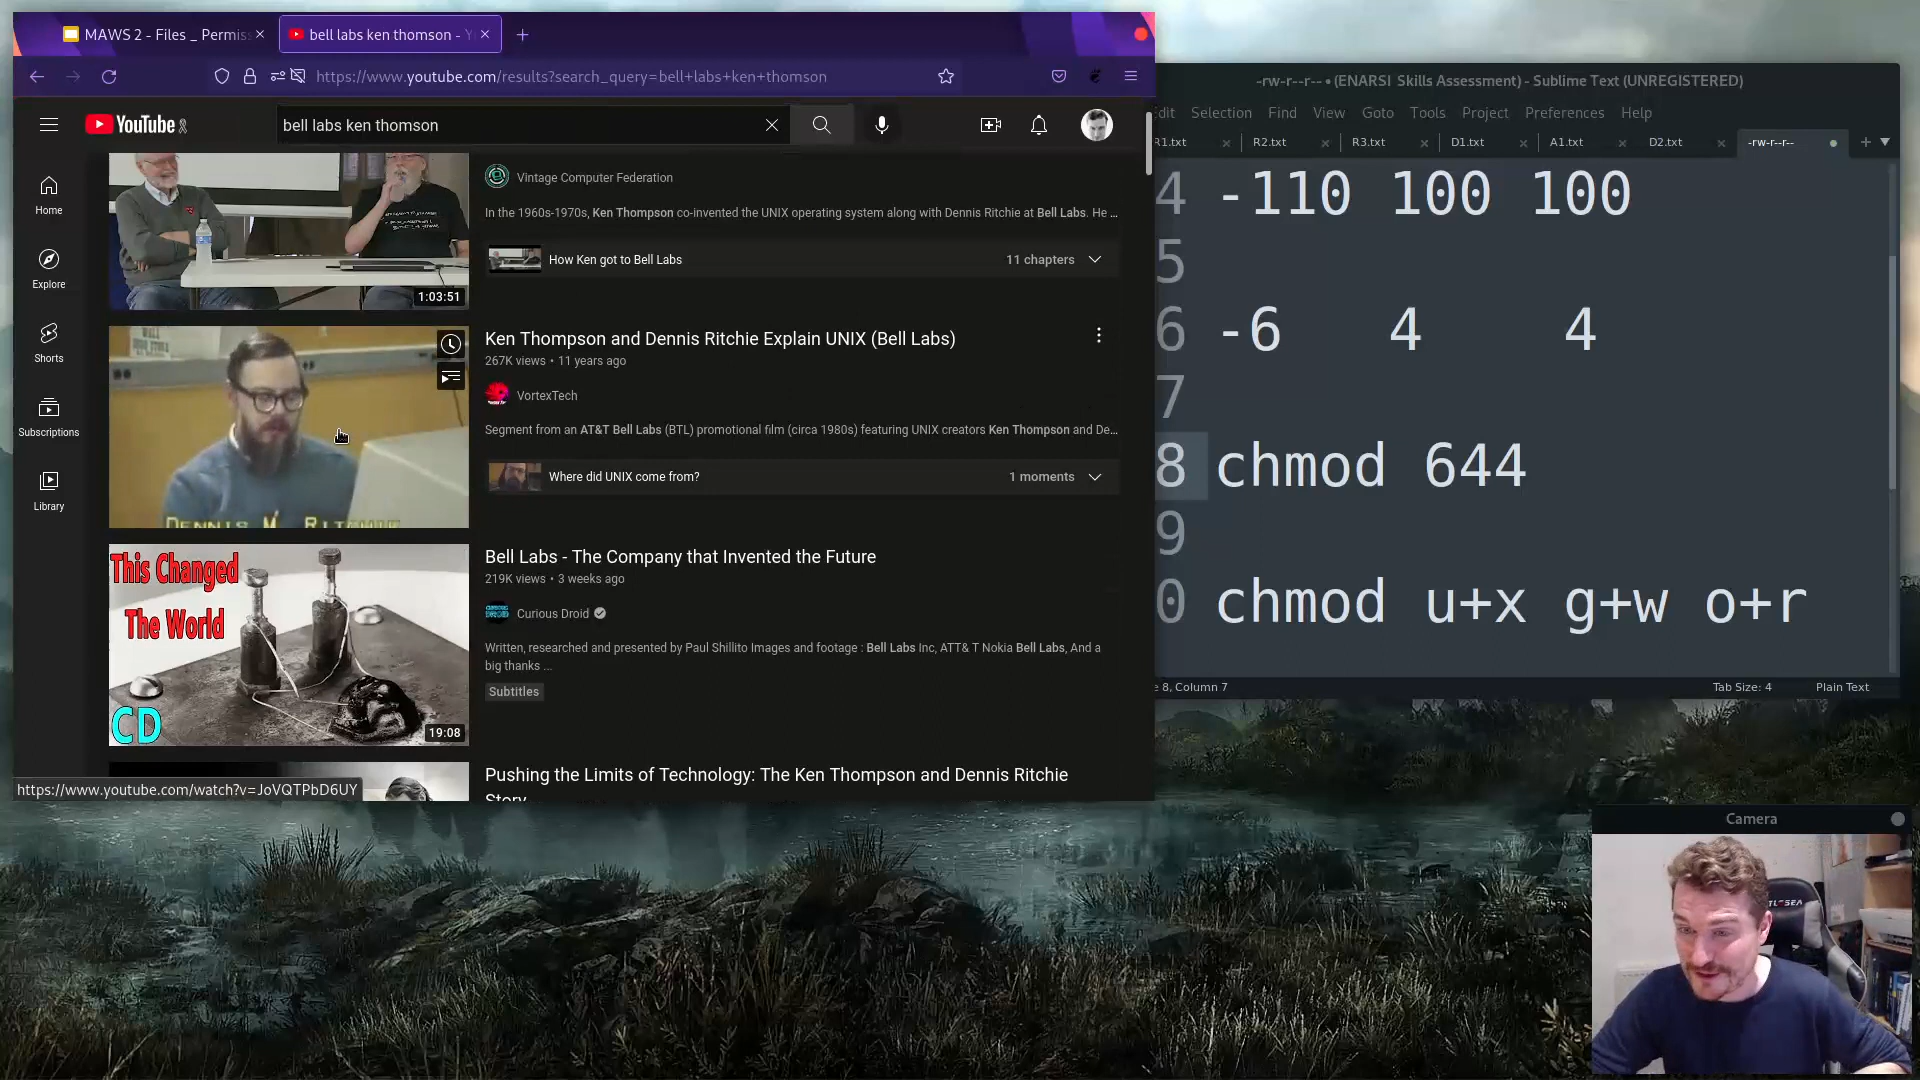 MAWS 2 - Files _ Permis
bell labs ken thomson - Y
https://www.youtube.com/results?search_query=bell+labs+ken+thomson
YouTube
bell labs ken thomson
Home
Explore
Shorts
Subscriptions
Library
1:03:51
Vintage Computer Federation
In the 1960s-1970s, Ken Thompson co-invented the UNIX operating system along with Dennis Ritchie at Bell Labs. He ...
How Ken got to Bell Labs
11 chapters
DENNIS M. RITCHIE
Ken Thompson and Dennis Ritchie Explain UNIX (Bell Labs)
267K views • 11 years ago
VortexTech
Segment from an AT&T Bell Labs (BTL) promotional film (circa 1980s) featuring UNIX creators Ken Thompson and De...
Where did UNIX come from?
1 moments
This Changed
The World
CD
19:08
Bell Labs - The Company that Invented the Future
219K views • 3 weeks ago
Curious Droid
Written, researched and presented by Paul Shillito Images and footage : Bell Labs Inc, ATT& T Nokia Bell Labs, And a
big thanks ...
Subtitles
Pushing the Limits of Technology: The Ken Thompson and Dennis Ritchie
Story
https://www.youtube.com/watch?v=JoVQTPbD6UY
-rw-r--r-- • (ENARSI Skills Assessment) - Sublime Text (UNREGISTERED)
dit Selection Find View Goto Tools Project Preferences Help
R1.txt R2.txt R3.txt D1.txt A1.txt D2.txt -rw-r--r--
4 -110 100 100
5
6 -6 4 4
7
8 chmod 644
9
0 chmod u+x g+w o+r
e 8, Column 7
Tab Size: 4
Plain Text
Camera